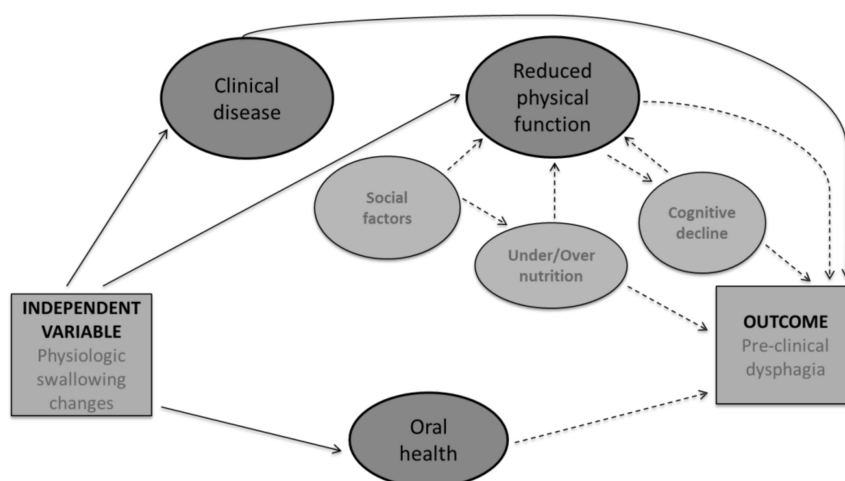 Clinical
disease
Reduced
physical
function
Social
factors
Cognitive
decline
Under/Over
nutrition
INDEPENDENT
VARIABLE
Physiologic
swallowing
changes
OUTCOME
Pre-clinical
dysphagia
Oral
health